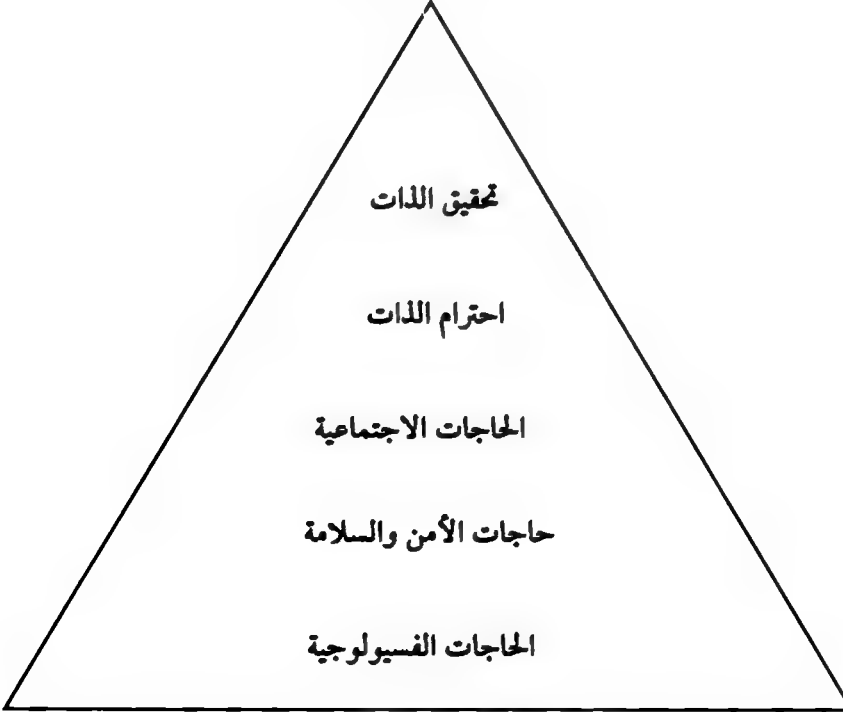 تحقيق الذات
احترام الذات
الحاجات الاجتماعية
حاجات الأمن والسلامة
الحاجات الفسيولوجية